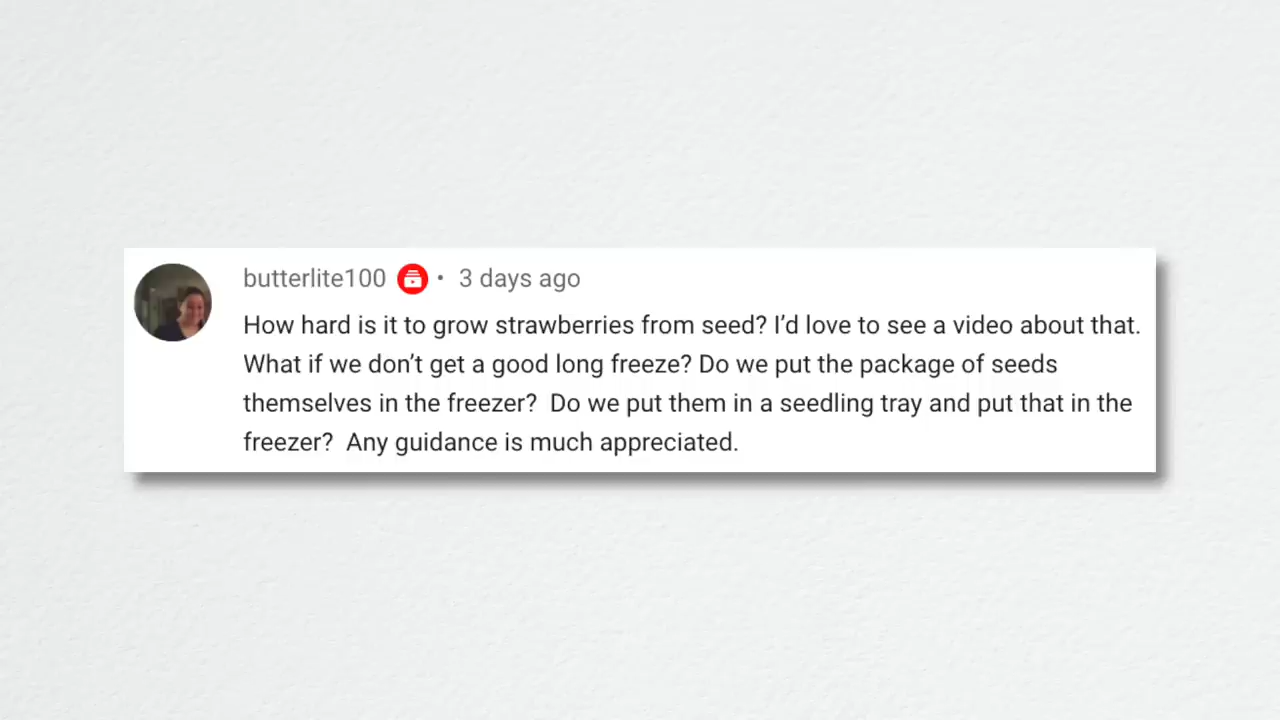 butterlite100 • 3 days ago
How hard is it to grow strawberries from seed? I’d love to see a video about that.
What if we don’t get a good long freeze? Do we put the package of seeds
themselves in the freezer?  Do we put them in a seedling tray and put that in the
freezer?  Any guidance is much appreciated.